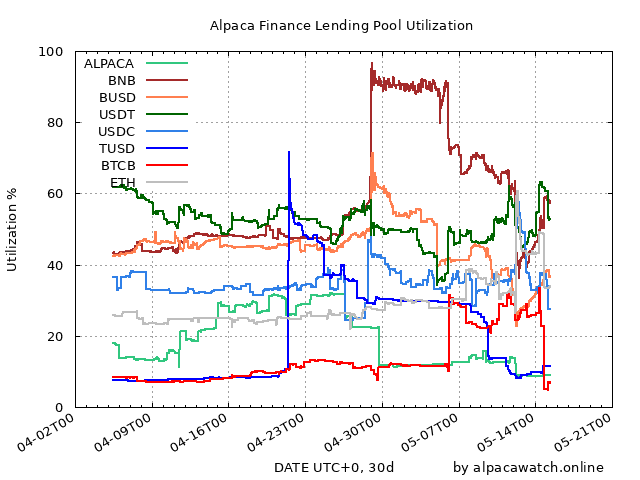 Alpaca Finance Lending Pool Utilization
100
80
60
40
20
0
Utilization %
ALPACA
BNB
BUSD
USDT
USDC
TUSD
BTCB
ETH
04-02T00
04-09T00
04-16T00
04-23T00
04-30T00
05-07T00
05-14T00
05-21T00
DATE UTC+0, 30d
by alpacawatch.online